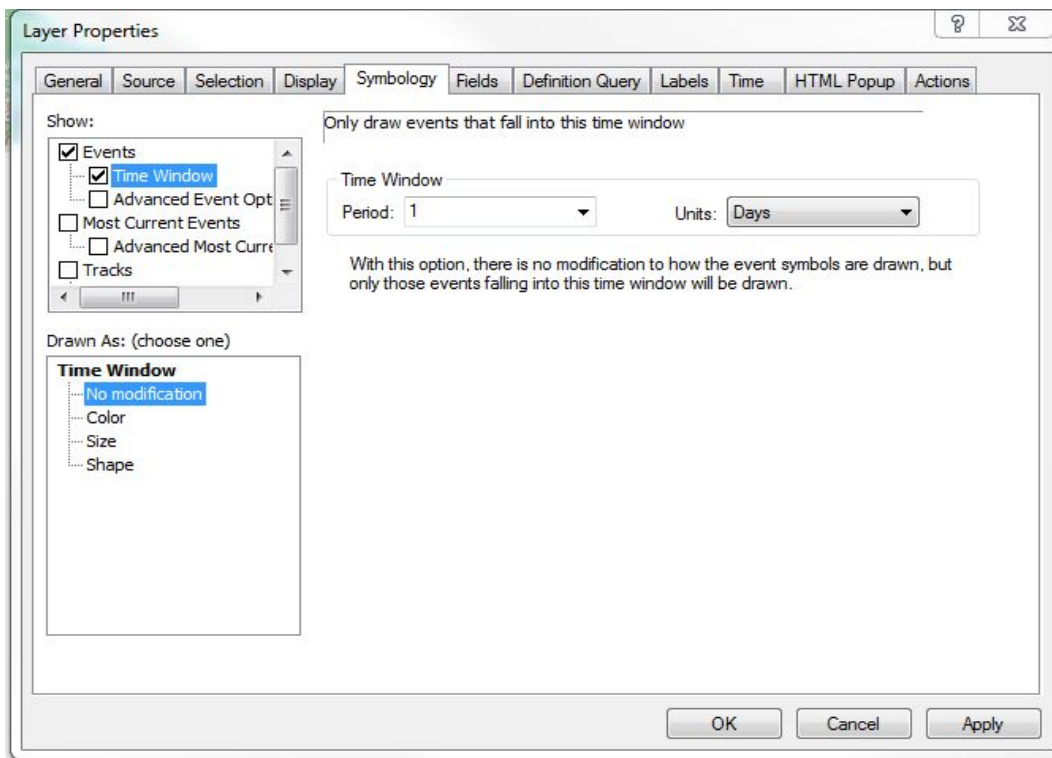 Layer Properties
General Source Selection Display Symbology Fields Definition Query Labels Time HTML Popup Actions
Show:
Events
Time Window
Advanced Event Opt
Most Current Events
Advanced Most Curre
Tracks
Drawn As: (choose one)
Time Window
No modification
Color
Size
Shape
Only draw events that fall into this time window
Time Window
Period: 1 Units: Days
With this option, there is no modification to how the event symbols are drawn, but
only those events falling into this time window will be drawn.
OK Cancel Apply